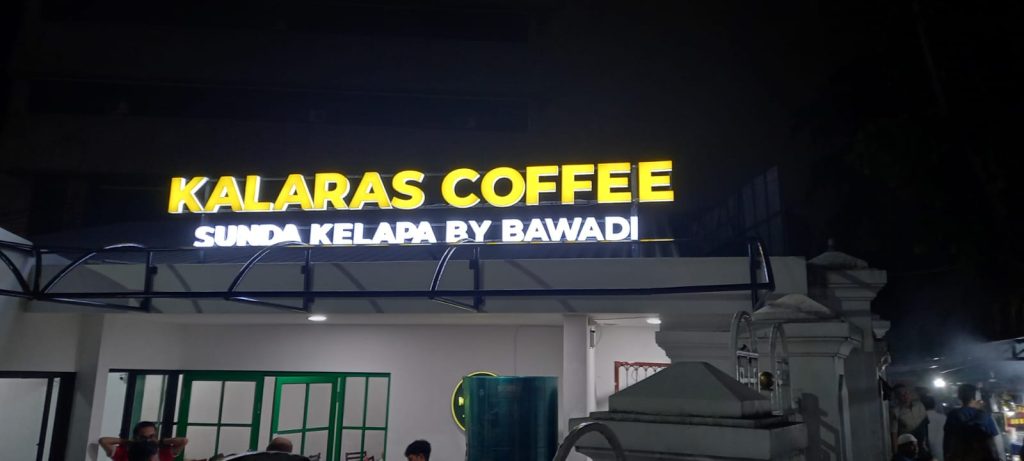 KALARAS COFFEE
SUNDA KELAPA BY BAWADI